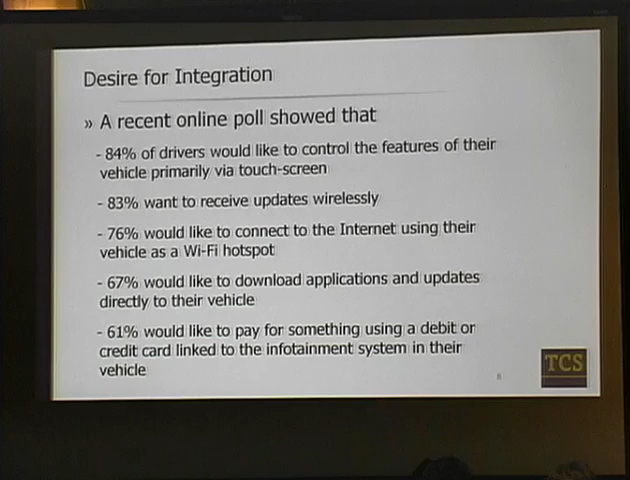 Desire for Integration
» A recent online poll showed that
- 84% of drivers would like to control the features of their
vehicle primarily via touch-screen
- 83% want to receive updates wirelessly
- 76% would like to connect to the Internet using their
vehicle as a Wi-Fi hotspot
- 67% would like to download applications and updates
directly to their vehicle
- 61% would like to pay for something using a debit or
credit card linked to the infotainment system in their
vehicle
TCS